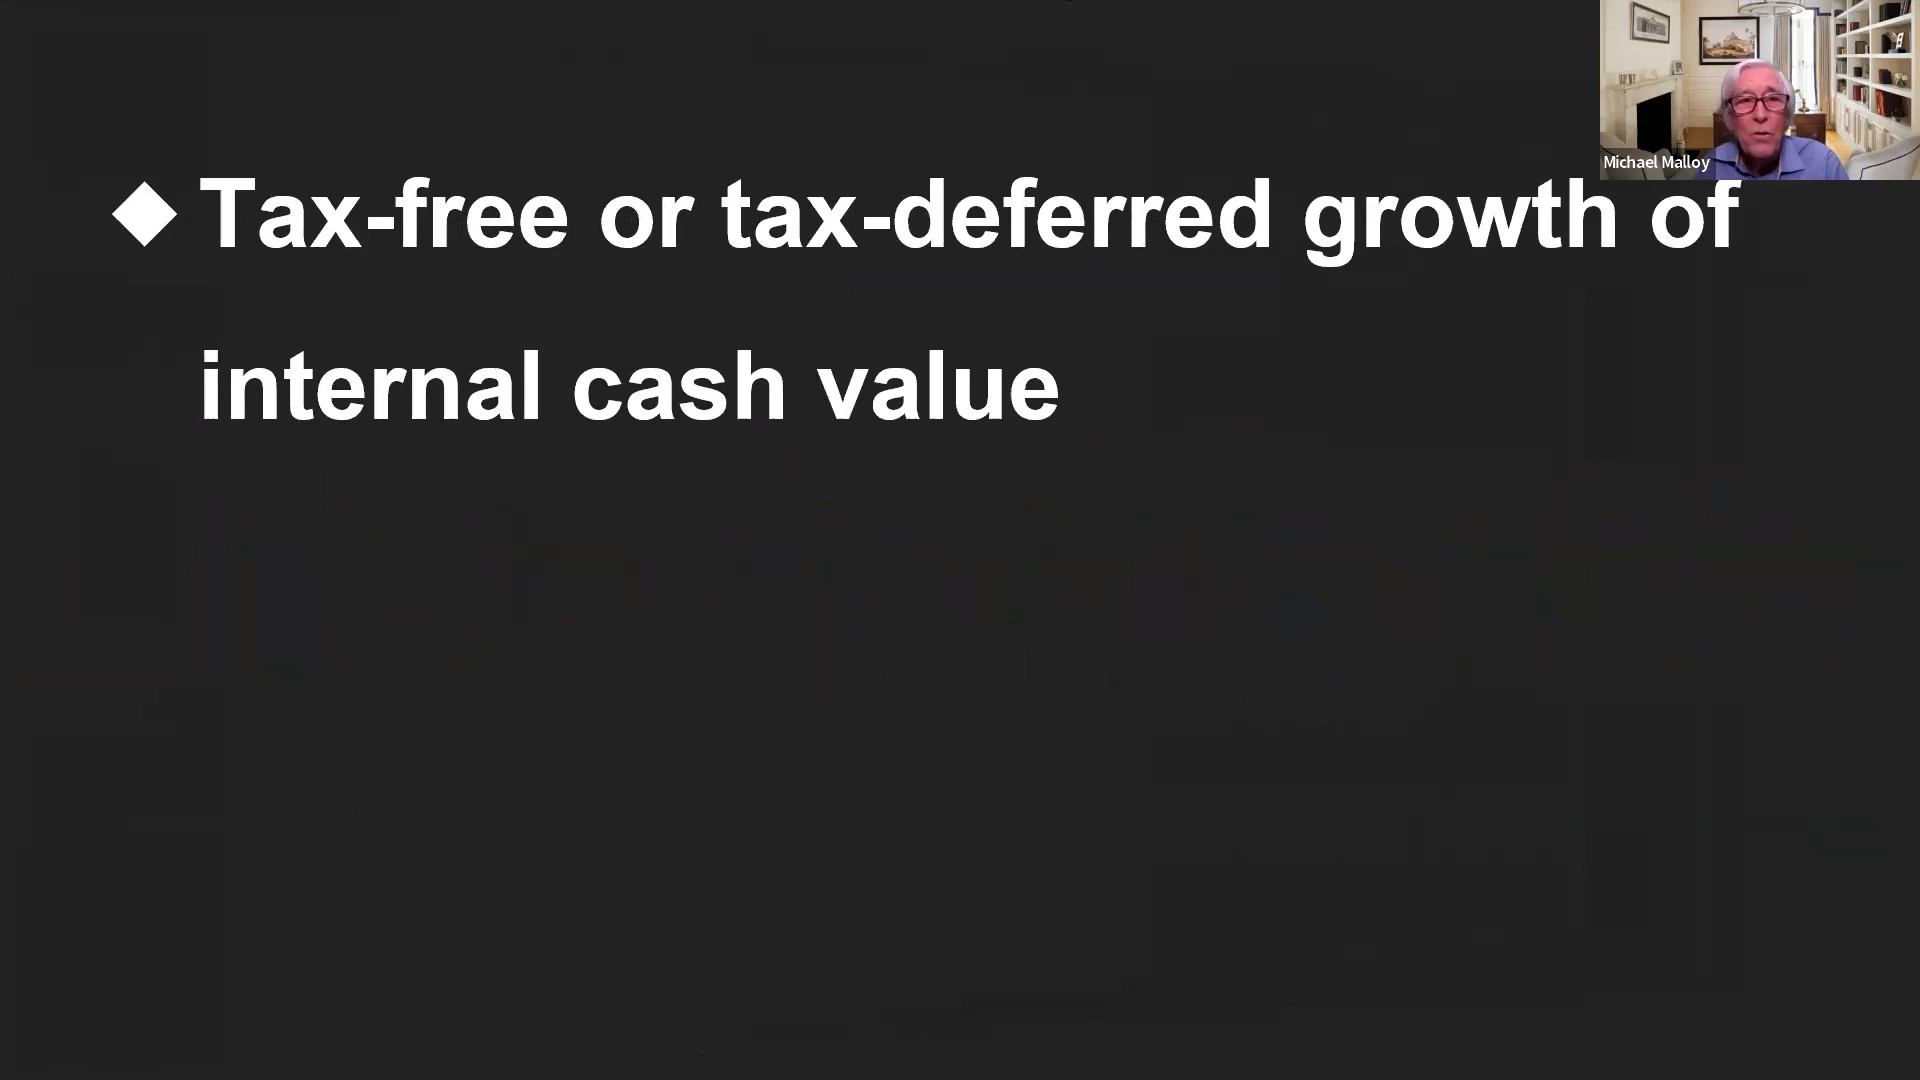 Michael Malloy
Tax-free or tax-deferred growth of
internal cash value